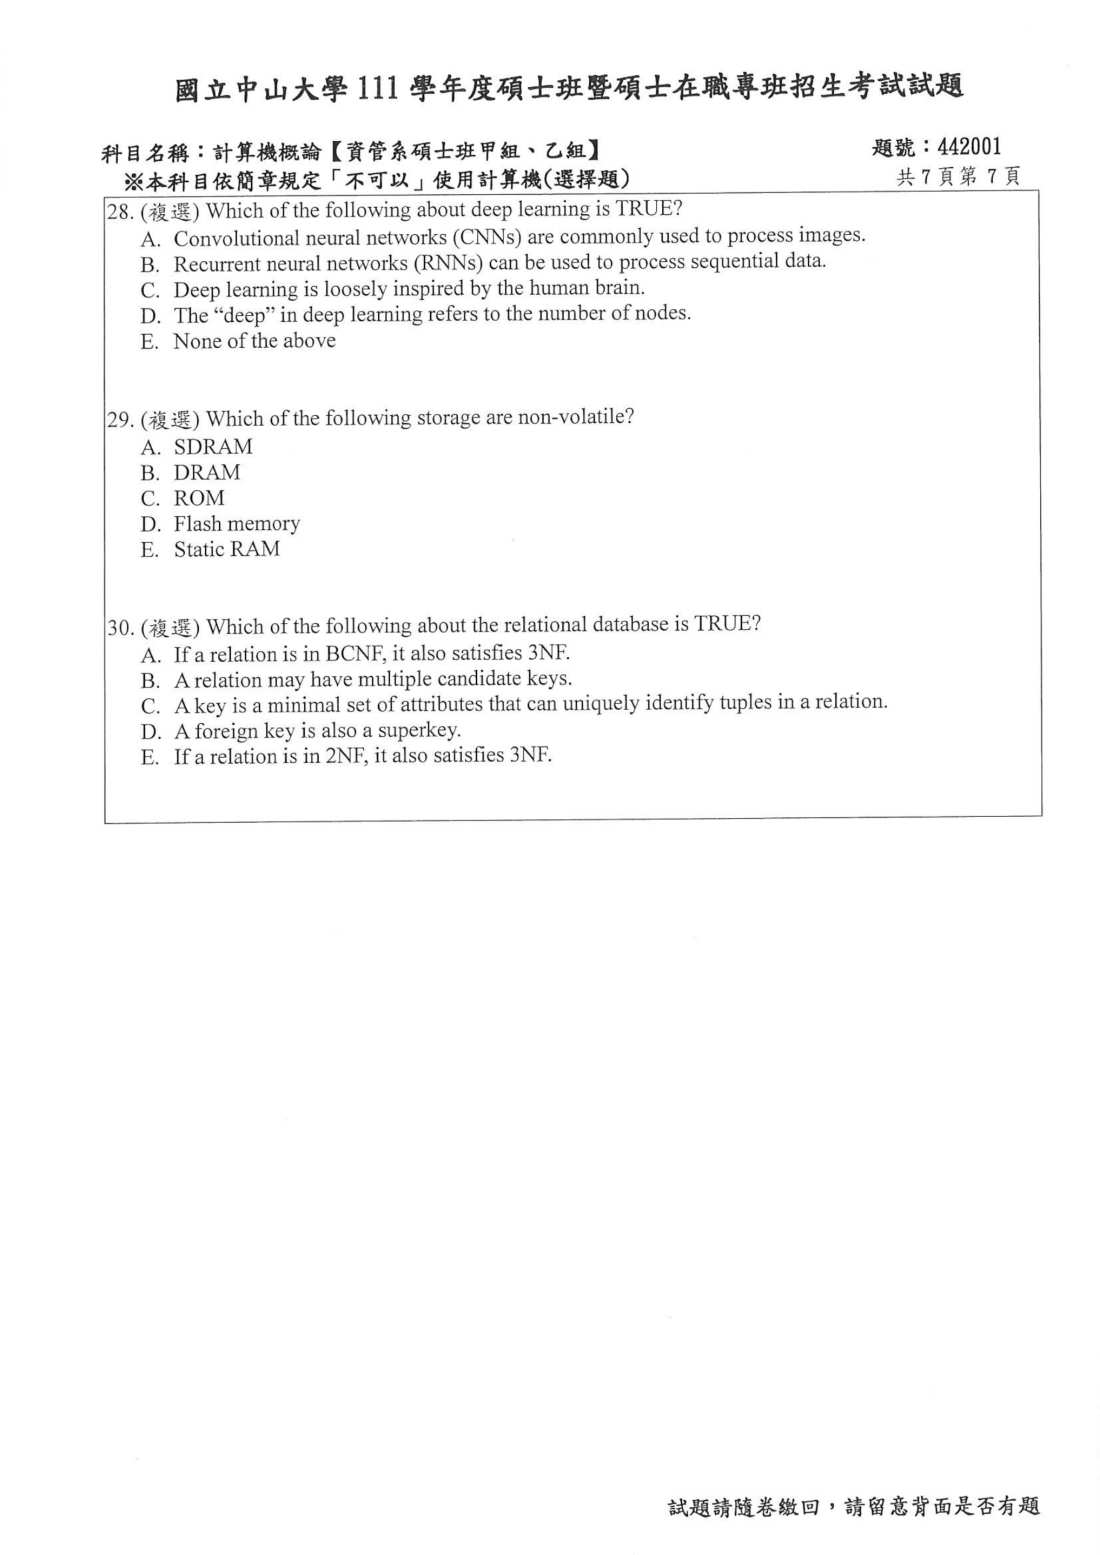 國立中山大學 111 學年度碩士班暨碩士在職專班招生考試試題
科目名稱：計算機概論【資管系碩士班甲組、乙組】
題號：442001
※本科目依簡章規定「不可以」使用計算機(選擇題)
共 7 頁第 7 頁
28. (複選) Which of the following about deep learning is TRUE?
A. Convolutional neural networks (CNNs) are commonly used to process images.
B. Recurrent neural networks (RNNs) can be used to process sequential data.
C. Deep learning is loosely inspired by the human brain.
D. The “deep” in deep learning refers to the number of nodes.
E. None of the above
29. (複選) Which of the following storage are non-volatile?
A. SDRAM
B. DRAM
C. ROM
D. Flash memory
E. Static RAM
30. (複選) Which of the following about the relational database is TRUE?
A. If a relation is in BCNF, it also satisfies 3NF.
B. A relation may have multiple candidate keys.
C. A key is a minimal set of attributes that can uniquely identify tuples in a relation.
D. A foreign key is also a superkey.
E. If a relation is in 2NF, it also satisfies 3NF.
試題請隨卷繳回，請留意背面是否有題